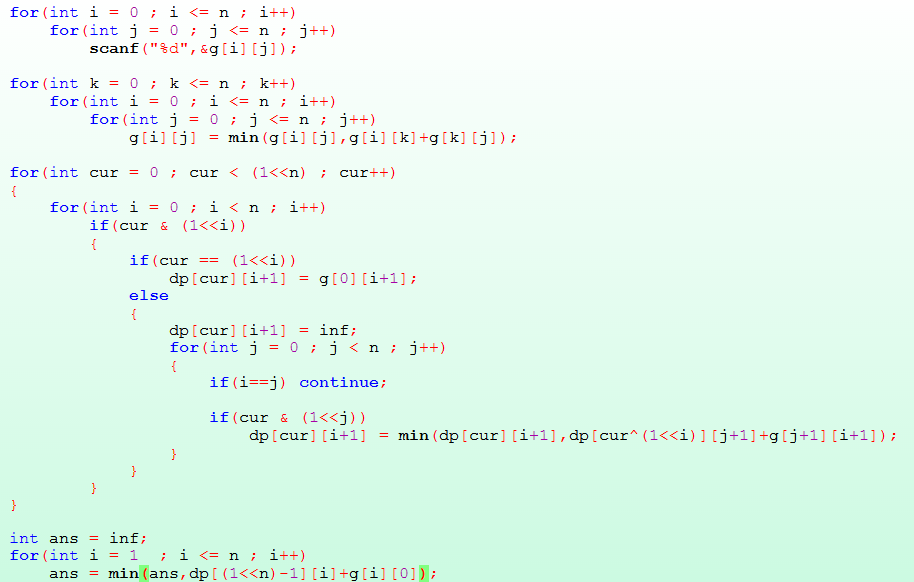 for(int i = 0 ; i <= n ; i++)
    for(int j = 0 ; j <= n ; j++)
        scanf("%d",&g[i][j]);

for(int k = 0 ; k <= n ; k++)
    for(int i = 0 ; i <= n ; i++)
        for(int j = 0 ; j <= n ; j++)
            g[i][j] = min(g[i][j],g[i][k]+g[k][j]);

for(int cur = 0 ; cur < (1<<n) ; cur++)
{
    for(int i = 0 ; i < n ; i++)
        if(cur & (1<<i))
        {
            if(cur == (1<<i))
                dp[cur][i+1] = g[0][i+1];
            else
            {
                dp[cur][i+1] = inf;
                for(int j = 0 ; j < n ; j++)
                {
                    if(i==j) continue;

                    if(cur & (1<<j))
                        dp[cur][i+1] = min(dp[cur][i+1],dp[cur^(1<<i)][j+1]+g[j+1][i+1]);
                }
            }
        }
}

int ans = inf;
for(int i = 1  ; i <= n ; i++)
    ans = min(ans,dp[(1<<n)-1][i]+g[i][0]);